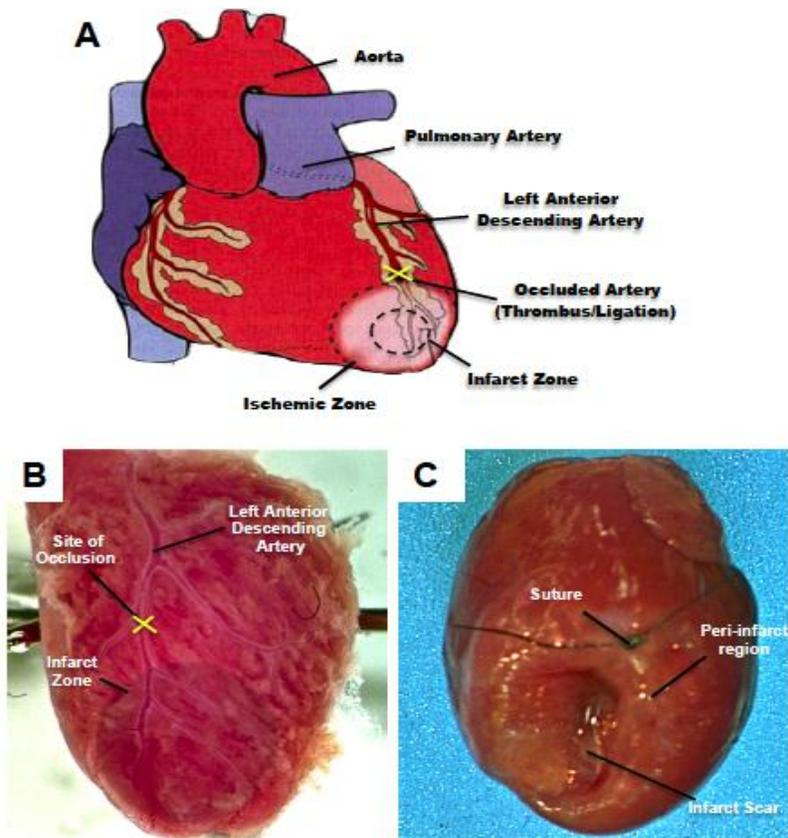 A
Aorta
Pulmonary Artery
Left Anterior
Descending Artery
Occluded Artery
(Thrombus/Ligation)
Infarct Zone
Ischemic Zone
B
Left Anterior
Descending
Artery
Site of
Occlusion
Infarct
Zone
C
Suture
Peri-infarct
region
Infarct Scar